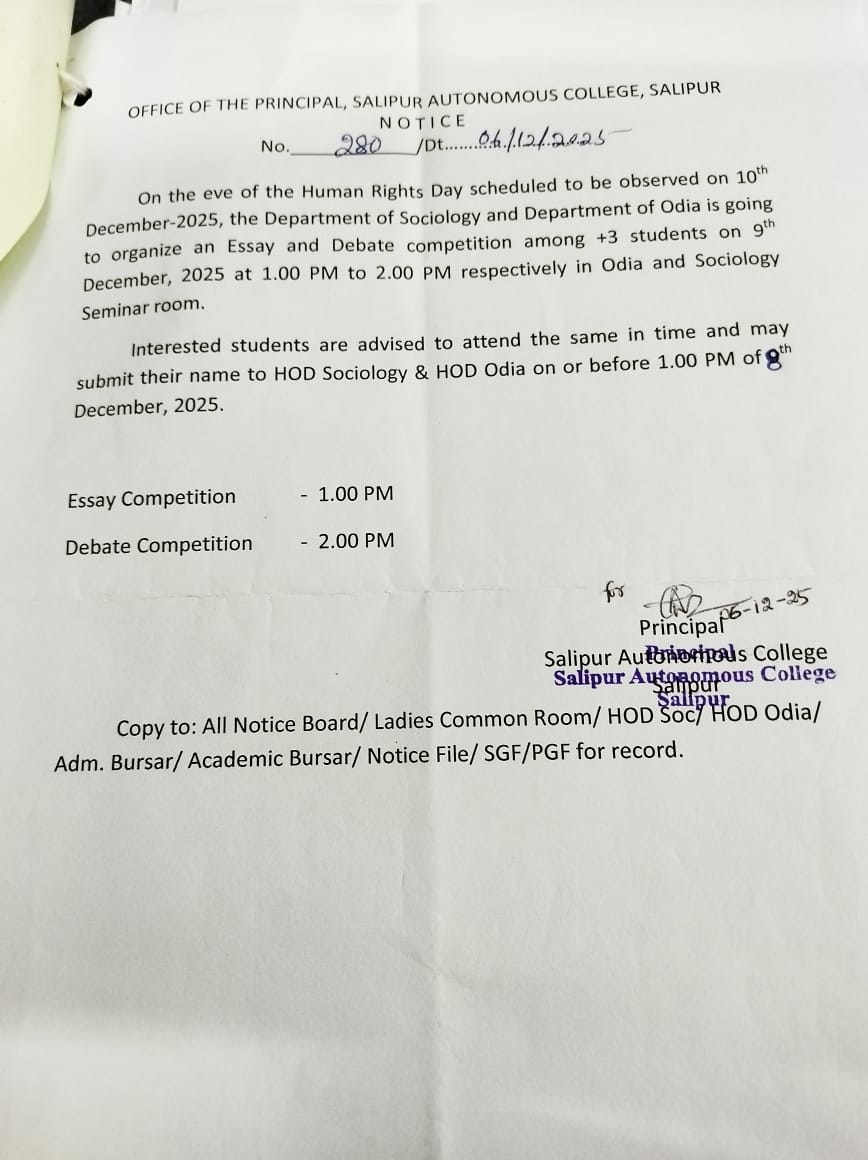 OFFICE OF THE PRINCIPAL, SALIPUR AUTONOMOUS COLLEGE, SALIPUR
NOTICE
No. 280 /Dt.......06/12/2025
On the eve of the Human Rights Day scheduled to be observed on 10th
December-2025, the Department of Sociology and Department of Odia is going
to organize an Essay and Debate competition among +3 students on 9th
December, 2025 at 1.00 PM to 2.00 PM respectively in Odia and Sociology
Seminar room.
Interested students are advised to attend the same in time and may
submit their name to HOD Sociology & HOD Odia on or before 1.00 PM of 8th
December, 2025.
Essay Competition - 1.00 PM
Debate Competition - 2.00 PM
for
06-12-25
Principal
Salipur Autonomous College
Principal
Salipur Autonomous College
Salipur
Salipur
Copy to: All Notice Board/ Ladies Common Room/ HOD Soc/ HOD Odia/
Adm. Bursar/ Academic Bursar/ Notice File/ SGF/PGF for record.